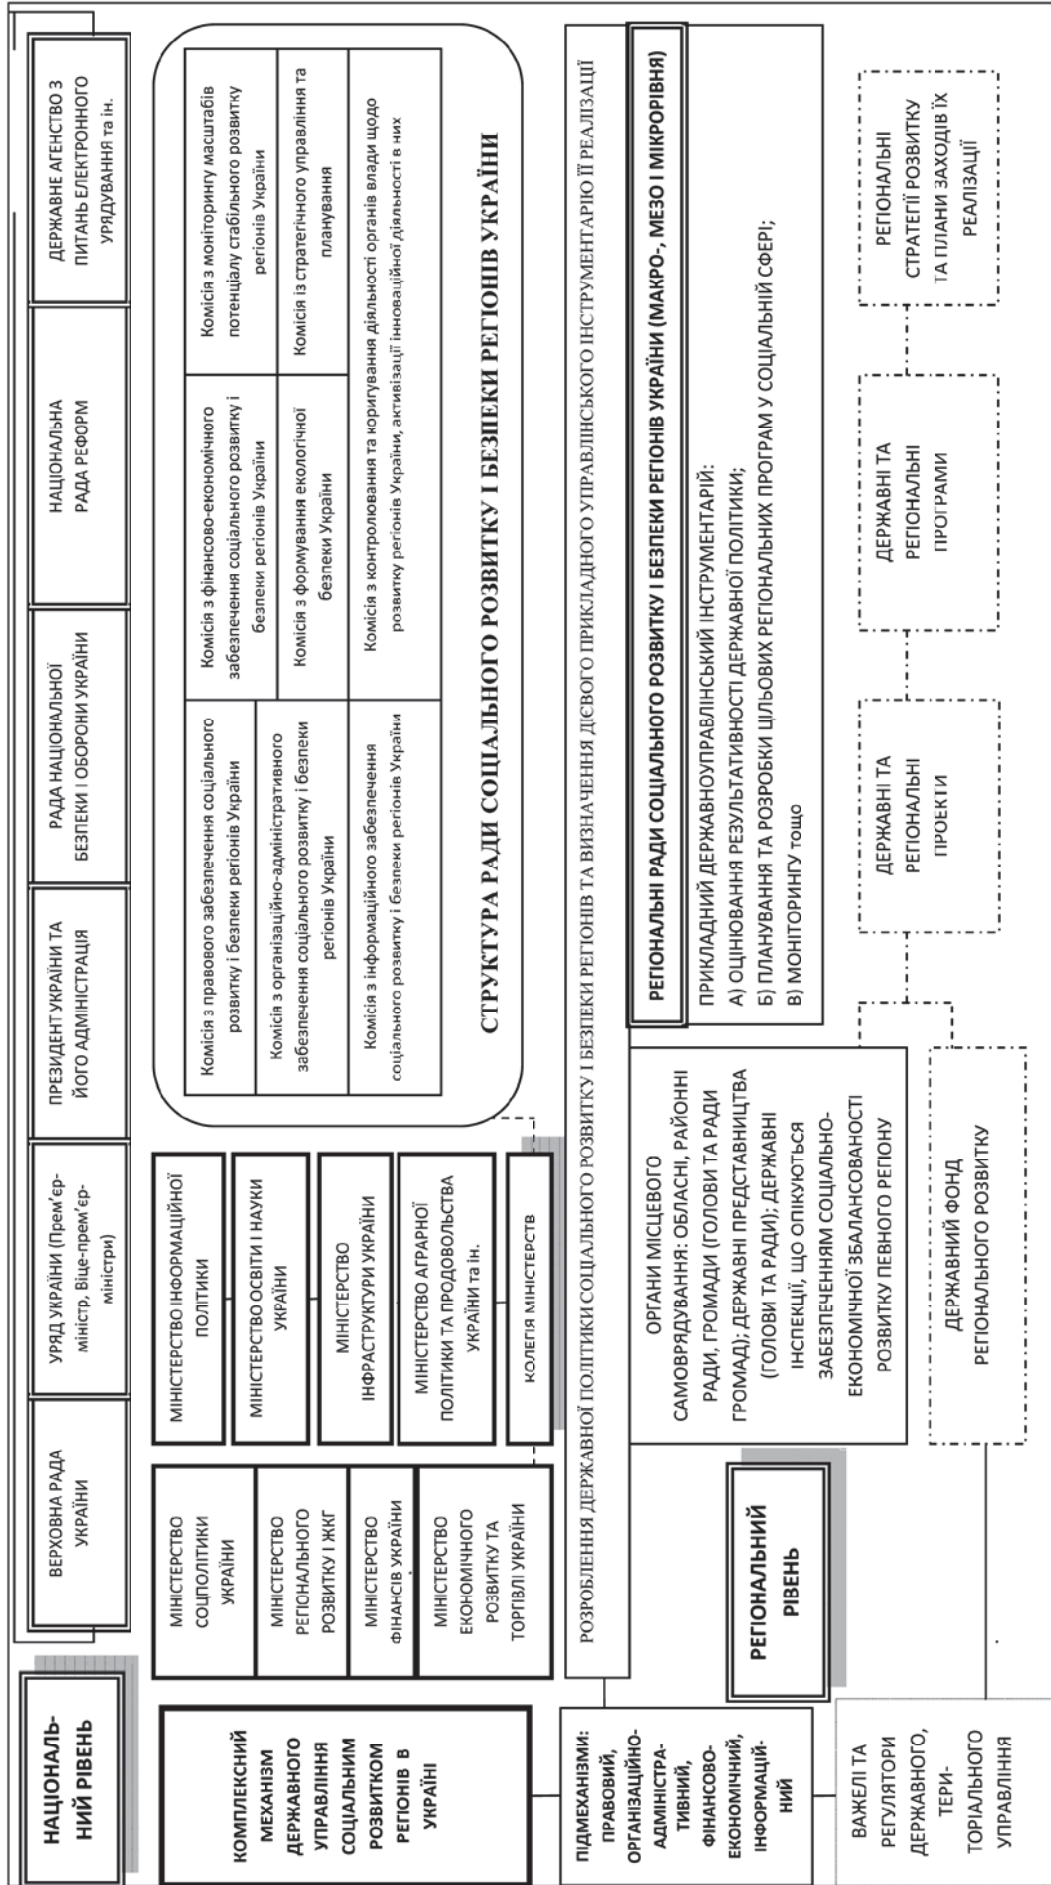 НАЦІОНАЛЬ-
НИЙ РІВЕНЬ
ВЕРХОВНА РАДА
УКРАЇНИ
УРЯД УКРАЇНИ (Прем’єр-
міністр, Віце-прем’єр-
міністри)
ПРЕЗИДЕНТ УКРАЇНИ ТА
ЙОГО АДМІНІСТРАЦІЯ
РАДА НАЦІОНАЛЬНОЇ
БЕЗПЕКИ І ОБОРОНИ УКРАЇНИ
НАЦІОНАЛЬНА
РАДА РЕФОРМ
ДЕРЖАВНЕ АГЕНСТВО З
ПИТАНЬ ЕЛЕКТРОННОГО
УРЯДУВАННЯ та ін.
КОМПЛЕКСНИЙ
МЕХАНІЗМ
ДЕРЖАВНОГО
УПРАВЛІННЯ
СОЦІАЛЬНИМ
РОЗВИТКОМ
РЕГІОНІВ В
УКРАЇНІ
МІНІСТЕРСТВО
СОЦПОЛІТИКИ
УКРАЇНИ
МІНІСТЕРСТВО
РЕГІОНАЛЬНОГО
РОЗВИТКУ І ЖКГ
МІНІСТЕРСТВО
ФІНАНСІВ УКРАЇНИ
МІНІСТЕРСТВО
ЕКОНОМІЧНОГО
РОЗВИТКУ ТА
ТОРГІВЛІ УКРАЇНИ
МІНІСТЕРСТВО ІНФОРМАЦІЙНОЇ
ПОЛІТИКИ
МІНІСТЕРСТВО ОСВІТИ І НАУКИ
УКРАЇНИ
МІНІСТЕРСТВО
ІНФРАСТРУКТУРИ УКРАЇНИ
МІНІСТЕРСТВО АГРАРНОЇ
ПОЛІТИКИ ТА ПРОДОВОЛЬСТВА
УКРАЇНИ та ін.
КОЛЕГІЯ МІНІСТЕРСТВ
Комісія з правового забезпечення соціального
розвитку і безпеки регіонів України
Комісія з організаційно-адміністративного
забезпечення соціального розвитку і безпеки
регіонів України
Комісія з інформаційного забезпечення
соціального розвитку і безпеки регіонів України
Комісія з фінансово-економічного
забезпечення соціального розвитку і
безпеки регіонів України
Комісія з формування екологічної
безпеки України
Комісія з моніторингу масштабів
потенціалу стабільного розвитку
регіонів України
Комісія із стратегічного управління та
планування
Комісія з контролювання та коригування діяльності органів влади щодо
розвитку регіонів України, активізації інноваційної діяльності в них
СТРУКТУРА РАДИ СОЦІАЛЬНОГО РОЗВИТКУ І БЕЗПЕКИ РЕГІОНІВ УКРАЇНИ
РОЗРОБЛЕННЯ ДЕРЖАВНОЇ ПОЛІТИКИ СОЦІАЛЬНОГО РОЗВИТКУ І БЕЗПЕКИ РЕГІОНІВ ТА ВИЗНАЧЕННЯ ДІЄВОГО ПРИКЛАДНОГО УПРАВЛІНСЬКОГО ІНСТРУМЕНТАРІЮ ЇЇ РЕАЛІЗАЦІЇ
ПІДМЕХАНІЗМИ:
ПРАВОВИЙ,
ОРГАНІЗАЦІЙНО-
АДМІНІСТРА-
ТИВНИЙ,
ФІНАНСОВО-
ЕКОНОМІЧНИЙ,
ІНФОРМАЦІЙ-
НИЙ
РЕГІОНАЛЬНИЙ
РІВЕНЬ
ОРГАНИ МІСЦЕВОГО
САМОВРЯДУВАННЯ: ОБЛАСНІ, РАЙОННІ
РАДИ, ГРОМАДИ (ГОЛОВИ ТА РАДИ
ГРОМАД); ДЕРЖАВНІ ПРЕДСТАВНИЦТВА
(ГОЛОВИ ТА РАДИ); ДЕРЖАВНІ
ІНСПЕКЦІЇ, ЩО ОПІКУЮТЬСЯ
ЗАБЕЗПЕЧЕННЯМ СОЦІАЛЬНО-
ЕКОНОМІЧНОЇ ЗБАЛАНСОВАНОСТІ
РОЗВИТКУ ПЕВНОГО РЕГІОНУ
РЕГІОНАЛЬНІ РАДИ СОЦІАЛЬНОГО РОЗВИТКУ І БЕЗПЕКИ РЕГІОНІВ УКРАЇНИ (МАКРО-, МЕЗО І МІКРОРІВНЯ)
ПРИКЛАДНИЙ ДЕРЖАВНОУПРАВЛІНСЬКИЙ ІНСТРУМЕНТАРІЙ:
А) ОЦІНЮВАННЯ РЕЗУЛЬТАТИВНОСТІ ДЕРЖАВНОЇ ПОЛІТИКИ;
Б) ПЛАНУВАННЯ ТА РОЗРОБКИ ЦІЛЬОВИХ РЕГІОНАЛЬНИХ ПРОГРАМ У СОЦІАЛЬНІЙ СФЕРІ;
В) МОНІТОРИНГУ тощо
ВАЖЕЛІ ТА
РЕГУЛЯТОРИ
ДЕРЖАВНОГО,
ТЕРИ-
ТОРІАЛЬНОГО
УПРАВЛІННЯ
ДЕРЖАВНИЙ ФОНД
РЕГІОНАЛЬНОГО РОЗВИТКУ
ДЕРЖАВНІ ТА
РЕГІОНАЛЬНІ
ПРОЕКТИ
ДЕРЖАВНІ ТА
РЕГІОНАЛЬНІ
ПРОГРАМИ
РЕГІОНАЛЬНІ
СТРАТЕГІЇ РОЗВИТКУ
ТА ПЛАНИ ЗАХОДІВ ЇХ
РЕАЛІЗАЦІЇ